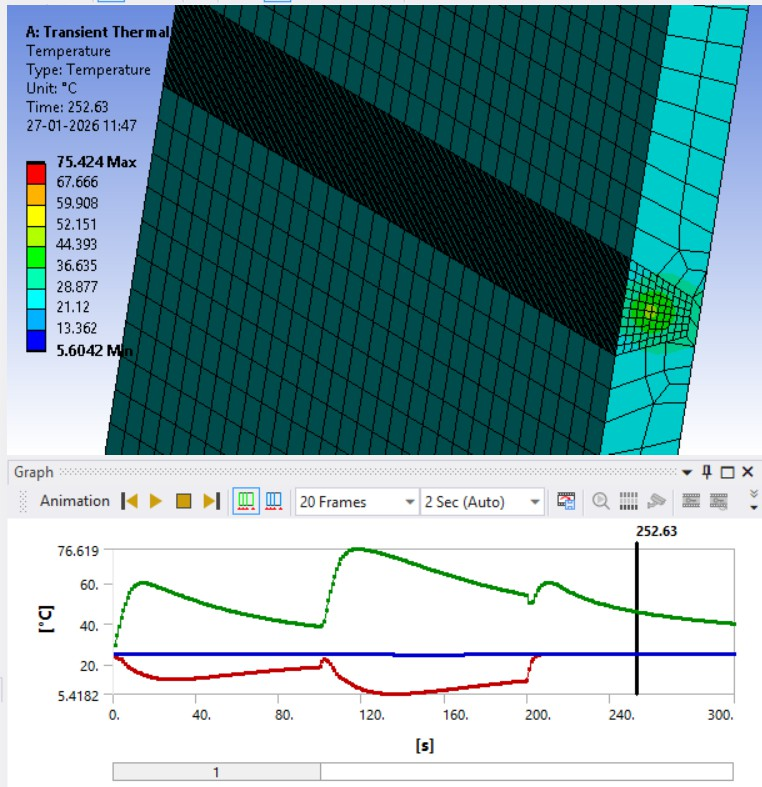 A: Transient Thermal
Temperature
Type: Temperature
Unit: °C
Time: 252.63
27-01-2026 11:47
75.424 Max
67.666
59.908
52.151
44.393
36.635
28.877
21.12
13.362
5.6042 Min
Graph
Animation 20 Frames 2 Sec (Auto)
252.63
76.619
60.
40.
20.
5.4182
[°C]
0. 40. 80. 120. 160. 200. 240. 300.
[s]
1